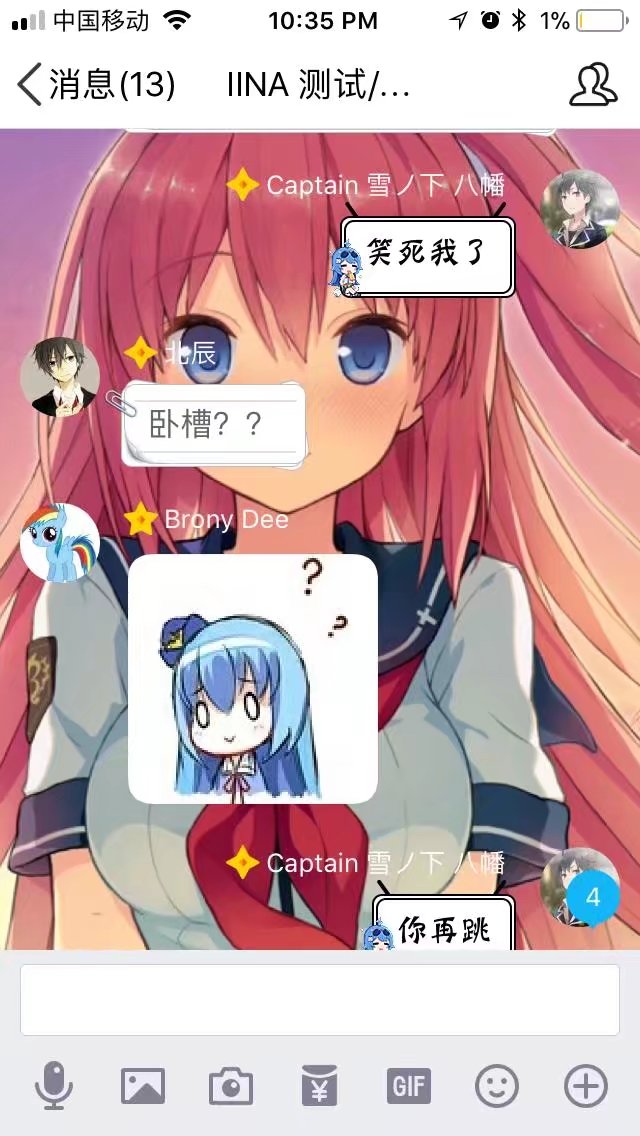 中国移动 10:35 PM 1%
消息(13) IINA 测试/...
Captain 雪ノ下 八幡
笑死我了
北辰
卧槽？？
Brony Dee
? ?
Captain 雪ノ下 八幡
4
你再跳
¥ GIF